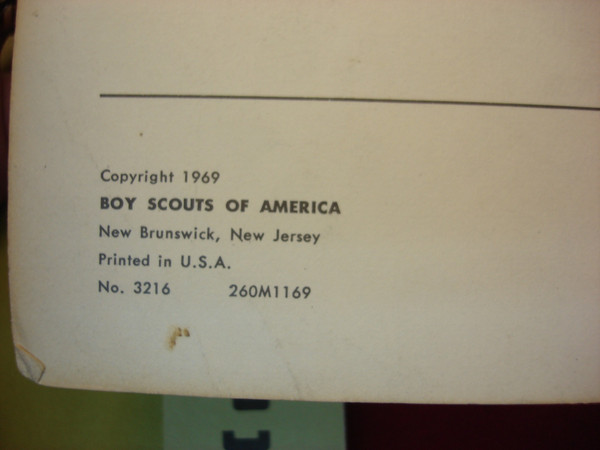 Copyright 1969
BOY SCOUTS OF AMERICA
New Brunswick, New Jersey
Printed in U.S.A.
No. 3216 260M1169